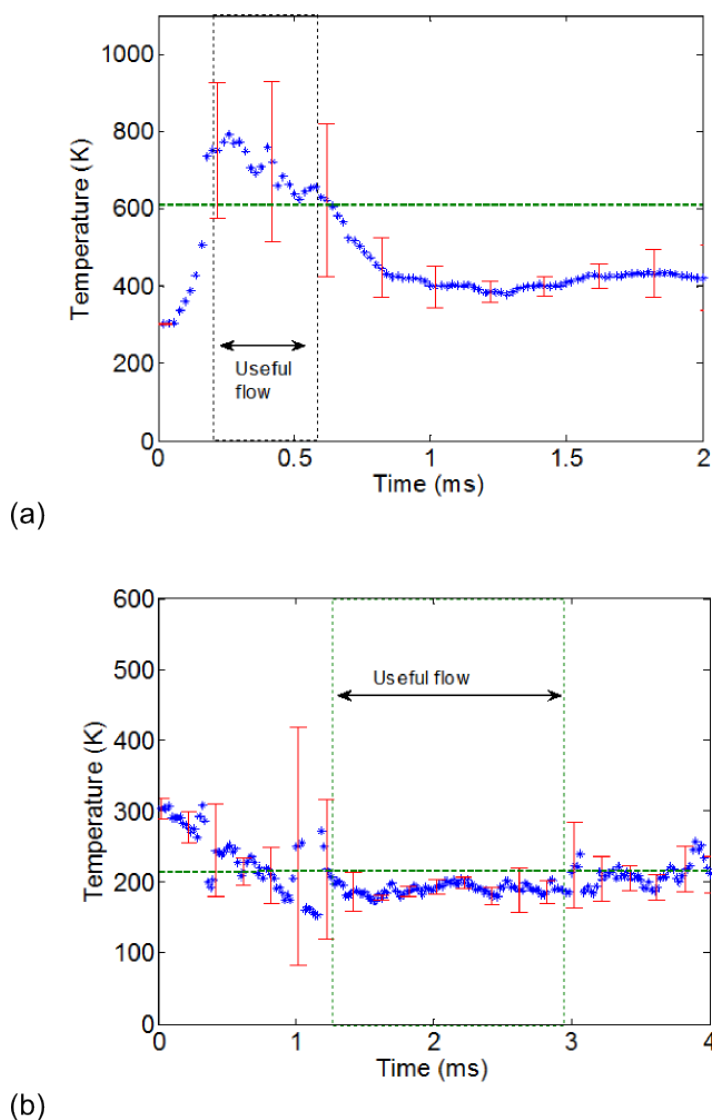 1000
800
600
400
200
0
Temperature (K)
Useful
flow
0 0.5 1 1.5 2
Time (ms)
(a)
600
500
400
300
200
100
0
Temperature (K)
Useful flow
0 1 2 3 4
Time (ms)
(b)